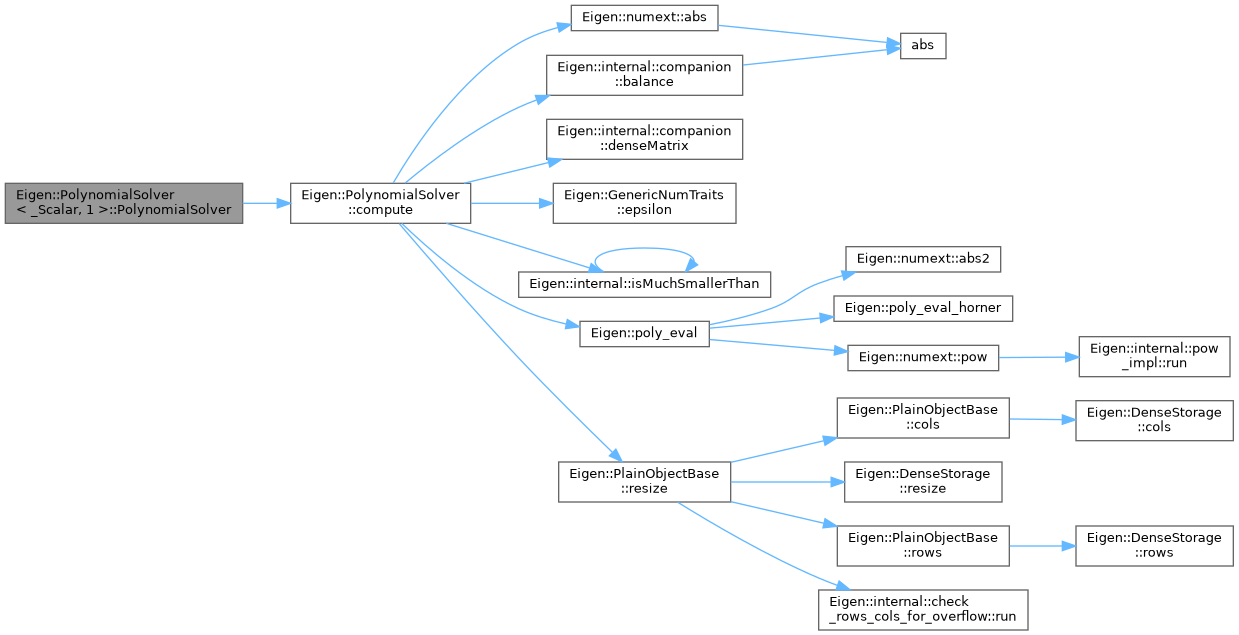 Eigen::PolynomialSolver
< _Scalar, 1 >::PolynomialSolver
Eigen::PolynomialSolver
::compute
Eigen::numext::abs
abs
Eigen::internal::companion
::balance
Eigen::internal::companion
::denseMatrix
Eigen::GenericNumTraits
::epsilon
Eigen::internal::isMuchSmallerThan
Eigen::poly_eval
Eigen::numext::abs2
Eigen::poly_eval_horner
Eigen::numext::pow
Eigen::internal::pow
_impl::run
Eigen::PlainObjectBase
::resize
Eigen::PlainObjectBase
::cols
Eigen::DenseStorage
::cols
Eigen::DenseStorage
::resize
Eigen::PlainObjectBase
::rows
Eigen::DenseStorage
::rows
Eigen::internal::check
_rows_cols_for_overflow::run